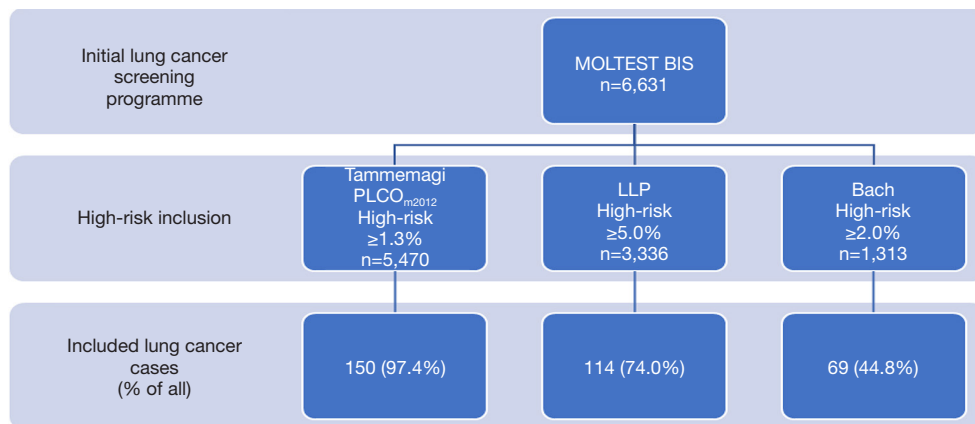 Initial lung cancer
screening
programme
MOLTEST BIS
n=6,631
High-risk inclusion
Tammemagi
PLCOm2012
High-risk
≥1.3%
n=5,470
LLP
High-risk
≥5.0%
n=3,336
Bach
High-risk
≥2.0%
n=1,313
Included lung cancer
cases
(% of all)
150 (97.4%)
114 (74.0%)
69 (44.8%)